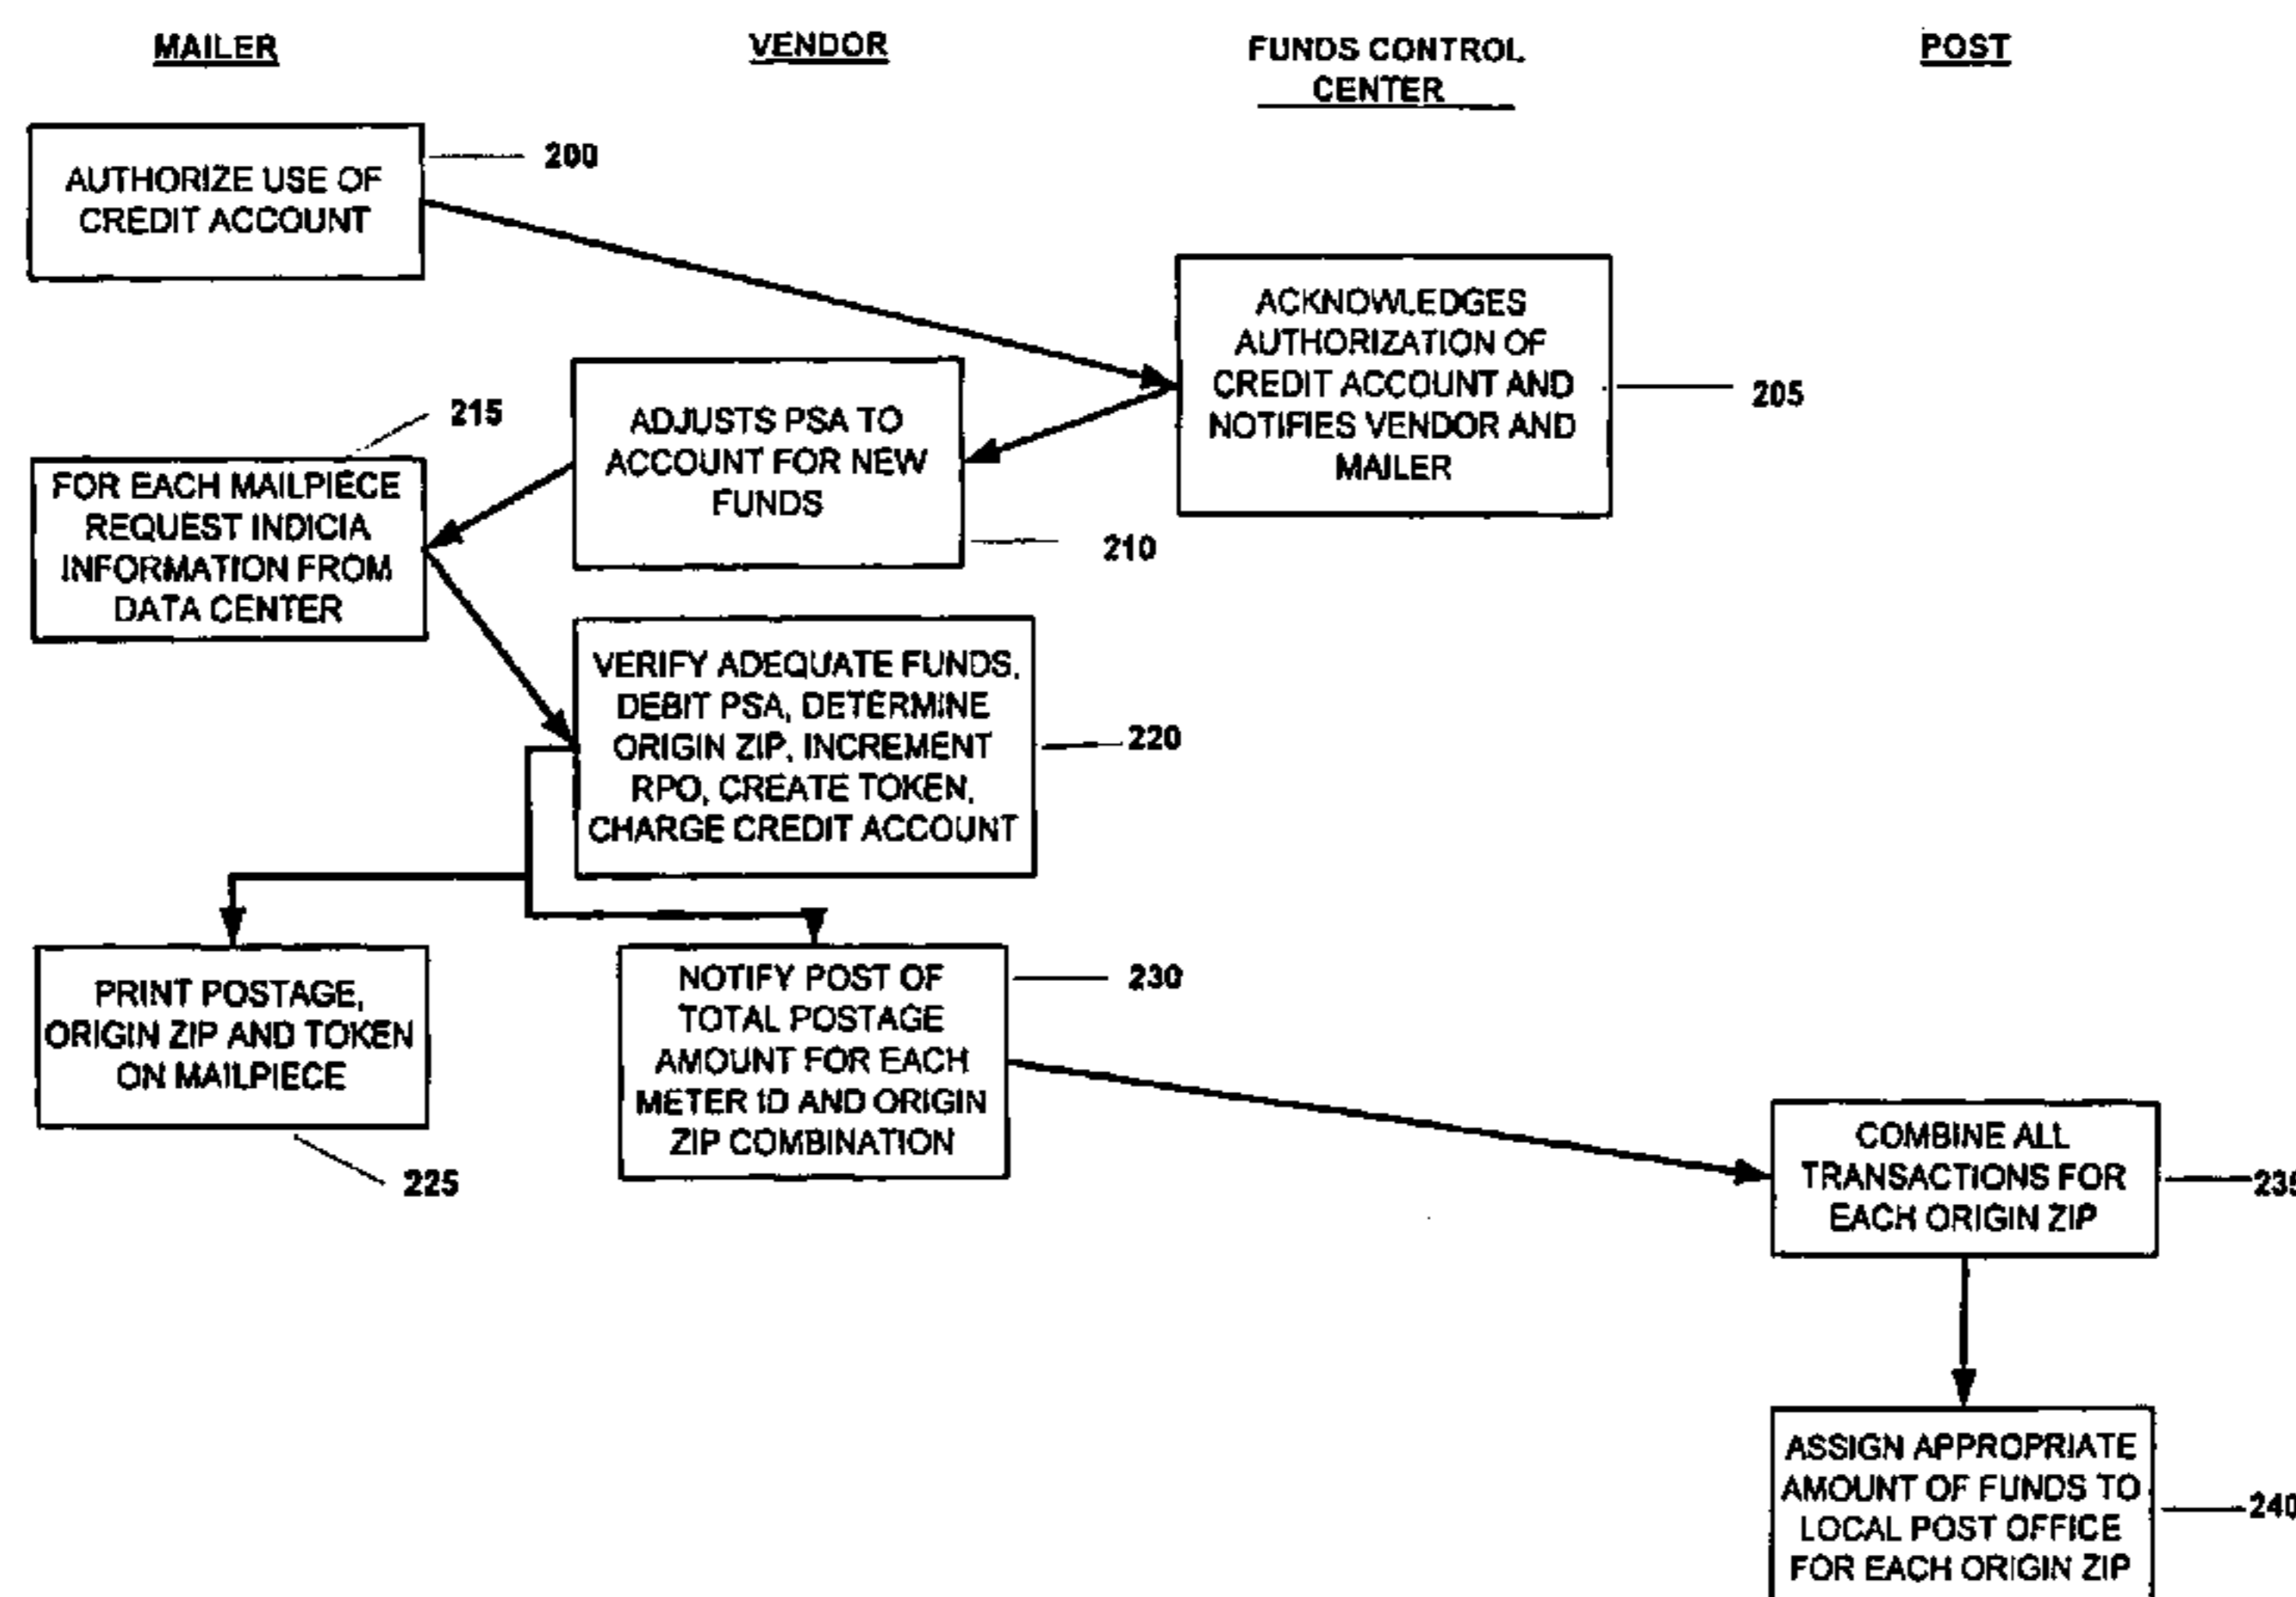 MAILER
VENDOR
FUNDS CONTROL
CENTER
POST
AUTHORIZE USE OF
CREDIT ACCOUNT
200
ACKNOWLEDGES
AUTHORIZATION OF
CREDIT ACCOUNT AND
NOTIFIES VENDOR AND
MAILER
205
ADJUSTS PSA TO
ACCOUNT FOR NEW
FUNDS
210
215
FOR EACH MAILPIECE
REQUEST INDICIA
INFORMATION FROM
DATA CENTER
VERIFY ADEQUATE FUNDS,
DEBIT PSA, DETERMINE
ORIGIN ZIP, INCREMENT
RPO, CREATE TOKEN,
CHARGE CREDIT ACCOUNT
220
PRINT POSTAGE,
ORIGIN ZIP AND TOKEN
ON MAILPIECE
225
NOTIFY POST OF
TOTAL POSTAGE
AMOUNT FOR EACH
METER ID AND ORIGIN
ZIP COMBINATION
230
COMBINE ALL
TRANSACTIONS FOR
EACH ORIGIN ZIP
235
ASSIGN APPROPRIATE
AMOUNT OF FUNDS TO
LOCAL POST OFFICE
FOR EACH ORIGIN ZIP
240